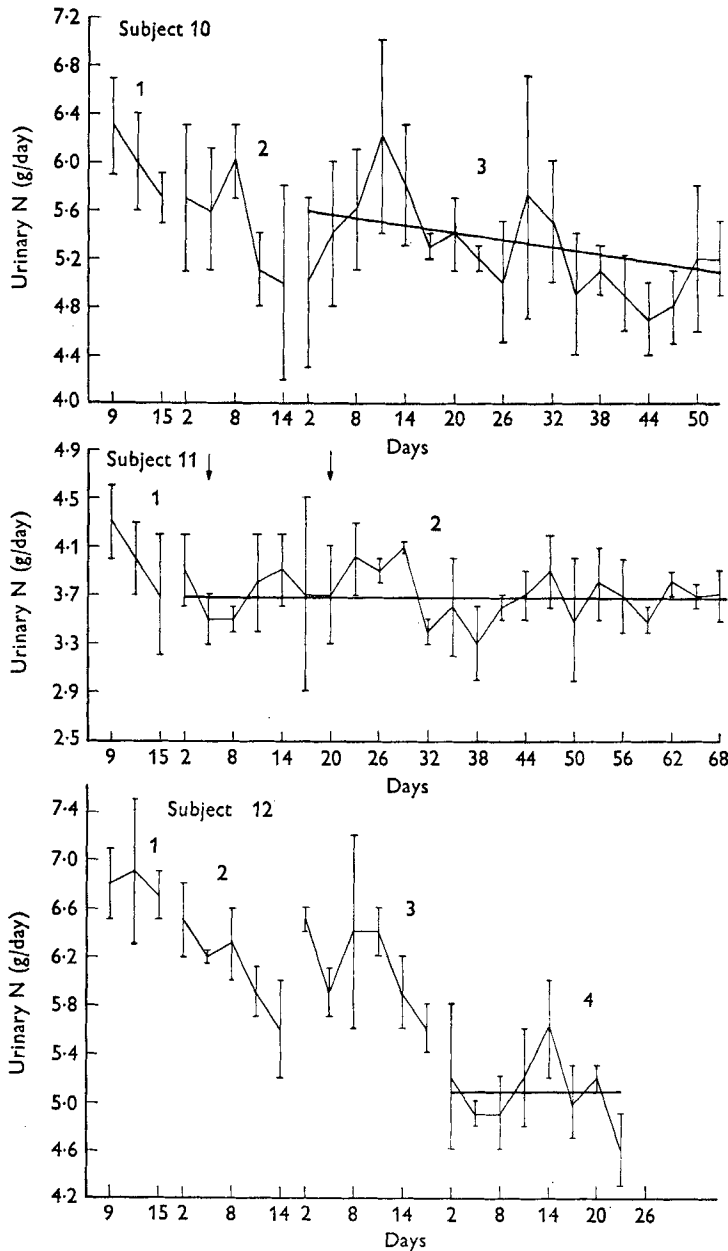 Subject 10
Urinary N (g/day)
7·2
6·8
6·4
6·0
5·6
5·2
4·8
4·4
4·0
1
2
3
9 15 2 8 14 2 8 14 20 26 32 38 44 50
Days
Subject 11
Urinary N (g/day)
4·9
4·5
4·1
3·7
3·3
2·9
2·5
1
2
9 15 2 8 14 20 26 32 38 44 50 56 62 68
Days
Subject 12
Urinary N (g/day)
7·4
7·0
6·6
6·2
5·8
5·4
5·0
4·6
4·2
1
2
3
4
9 15 2 8 14 2 8 14 2 8 14 20 26
Days